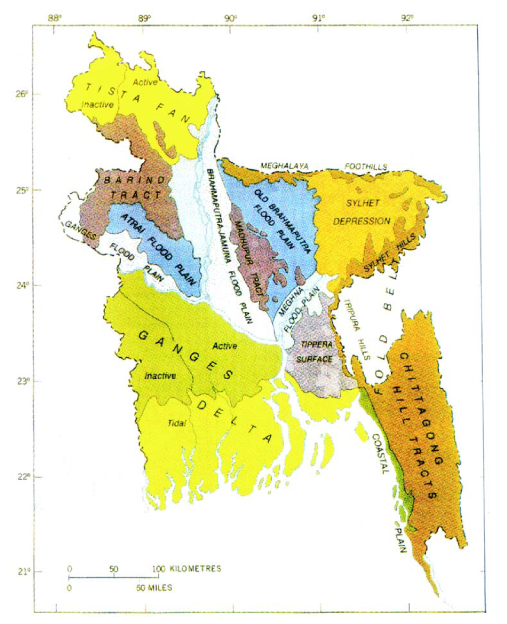 88° 89° 90° 91° 92°
26°
25°
24°
23°
22°
21°
TISTA FAN
Active
Inactive
BARIND
TRACT
MEGHALAYA FOOTHILLS
BRAHMAPUTRA-JAMUNA FLOOD PLAIN
OLD BRAHMAPUTRA
FLOOD PLAIN
SYLHET
DEPRESSION
SYLHET HILLS
MADHUPUR TRACT
ATRAI FLOOD PLAIN
GANGES
FLOOD
PLAIN
MEGHNA
FLOOD PLAIN
TRIPURA
HILLS
FOLD BE
TIPPERA
SURFACE
GANGES
DELTA
Active
Inactive
Tidal
CHITTAGONG
HILL TRACTS
COASTAL
PLAIN
0 50 100 KILOMETRES
0 50 MILES